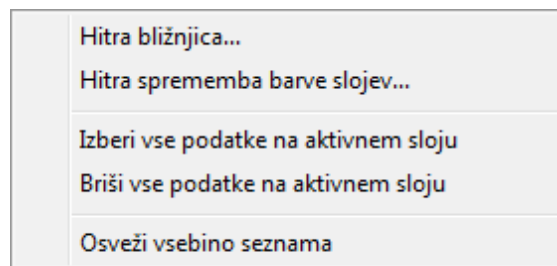 Hitra bližnjica...
Hitra sprememba barve slojev...
Izberi vse podatke na aktivnem sloju
Briši vse podatke na aktivnem sloju
Osveži vsebino seznama